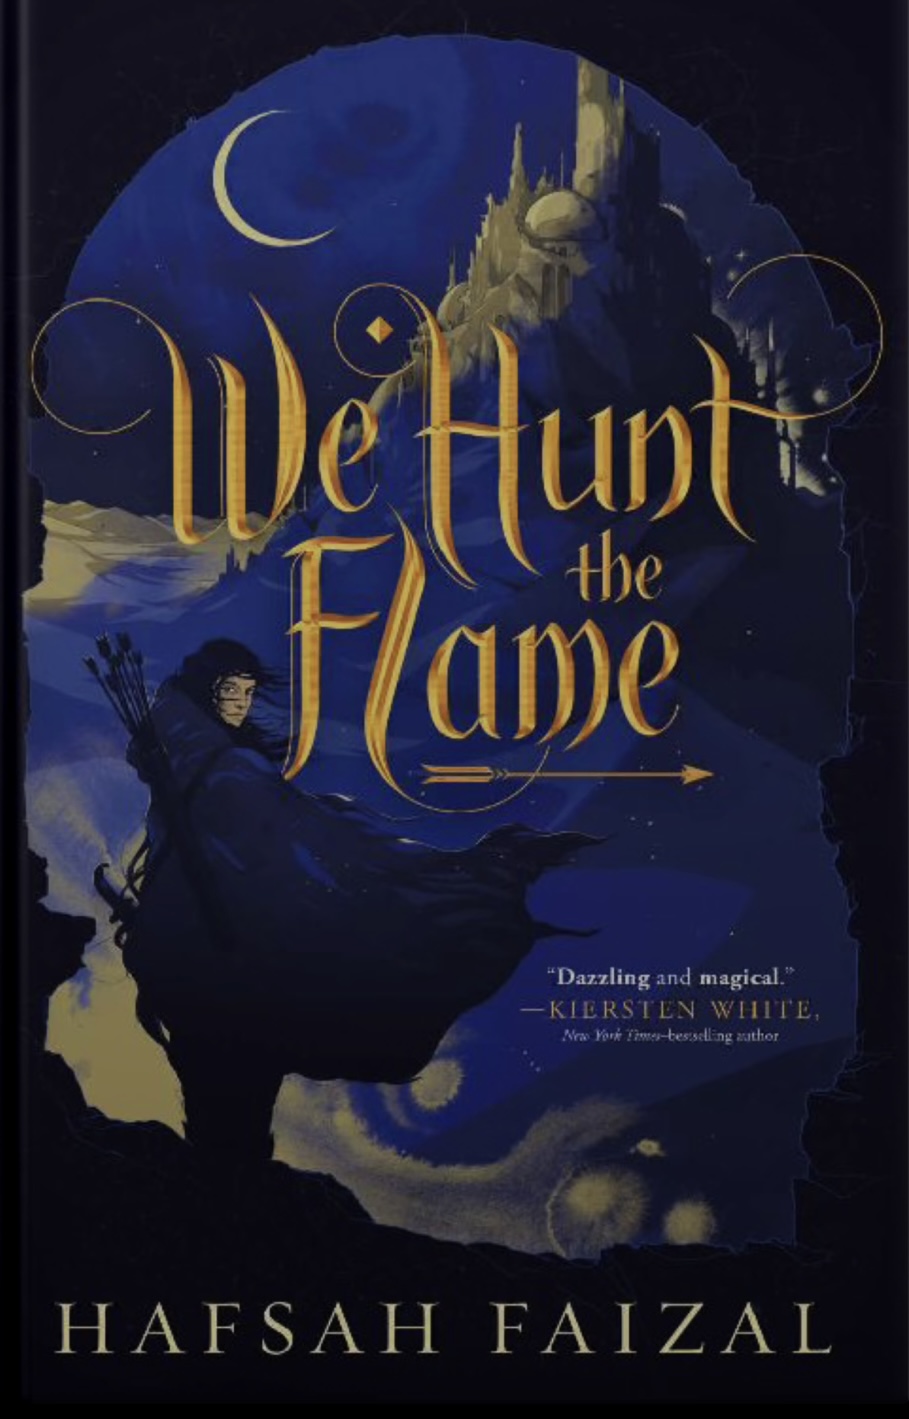 We Hunt
the
Flame
“Dazzling and magical.”
—KIERSTEN WHITE,
New York Times–bestselling author
HAFSAH FAIZAL